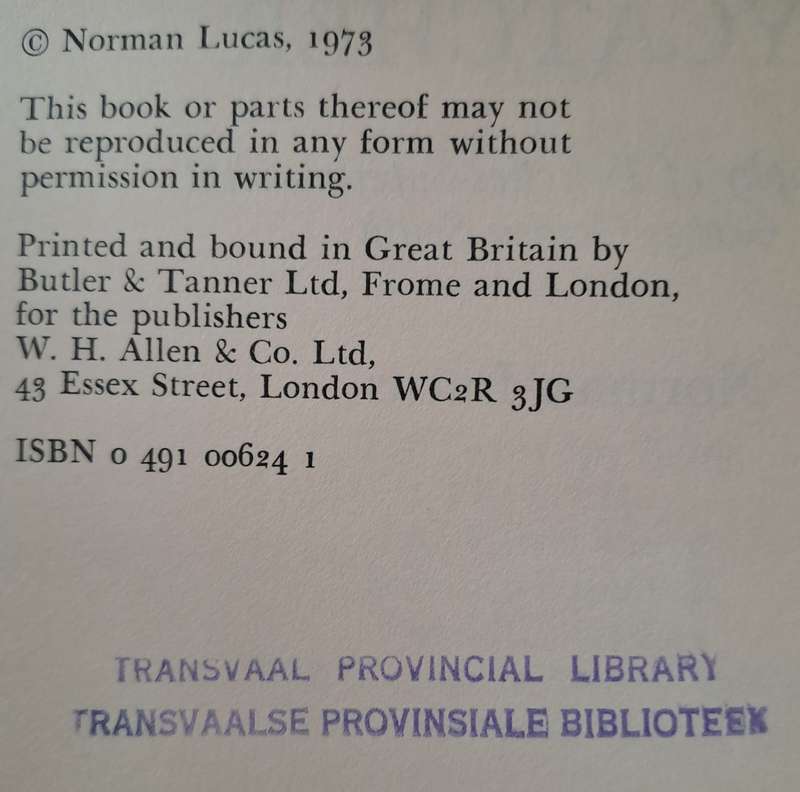 © Norman Lucas, 1973
This book or parts thereof may not
be reproduced in any form without
permission in writing.
Printed and bound in Great Britain by
Butler & Tanner Ltd, Frome and London,
for the publishers
W. H. Allen & Co. Ltd,
43 Essex Street, London WC2R 3JG
ISBN 0 491 00624 1
TRANSVAAL PROVINCIAL LIBRARY
TRANSVAALSE PROVINSIALE BIBLIOTEEK